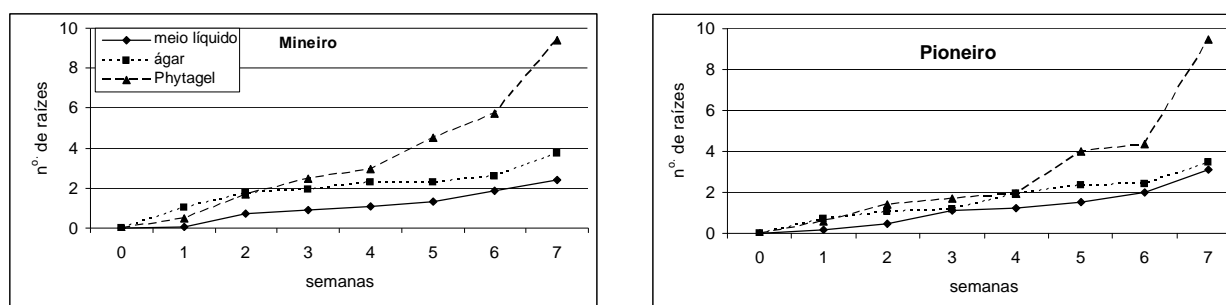 Mineiro
meio líquido
ágar
Phytagel
nº· de raízes
10
8
6
4
2
0
0 1 2 3 4 5 6 7
semanas
Pioneiro
nº· de raízes
10
8
6
4
2
0
0 1 2 3 4 5 6 7
semanas